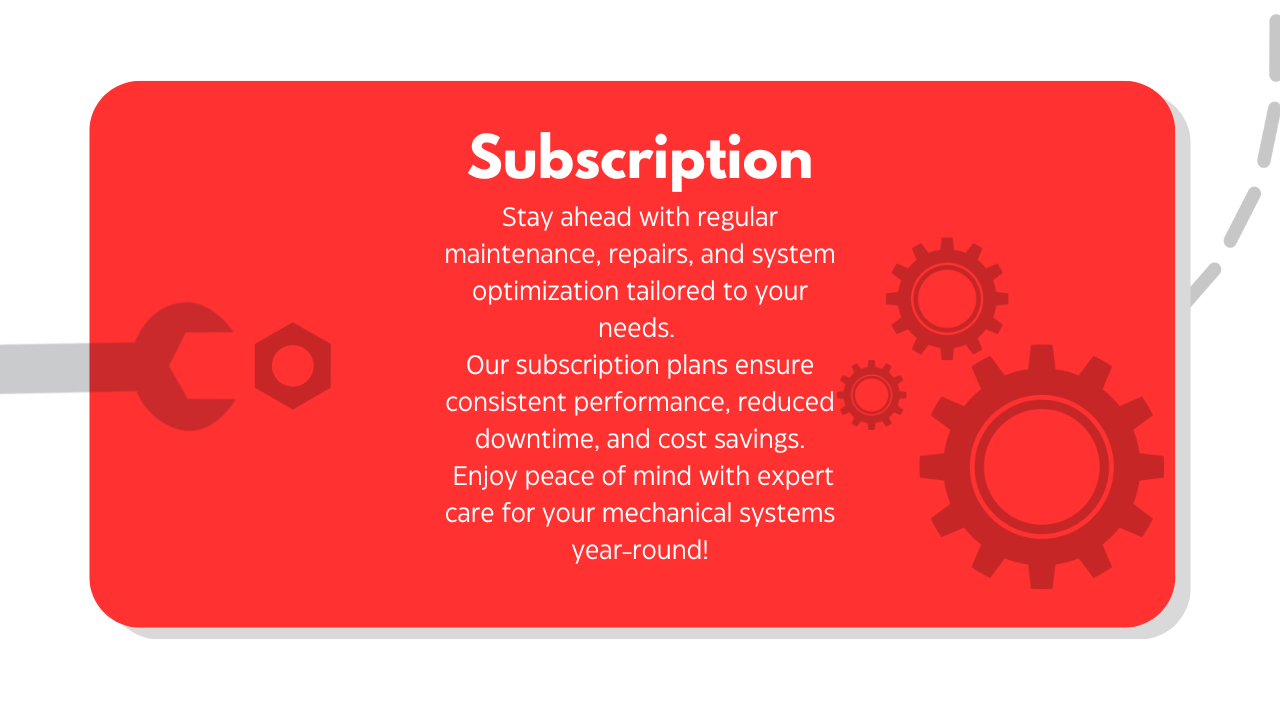 Subscription
Stay ahead with regular
maintenance, repairs, and system
optimization tailored to your
needs.
Our subscription plans ensure
consistent performance, reduced
downtime, and cost savings.
Enjoy peace of mind with expert
care for your mechanical systems
year-round!